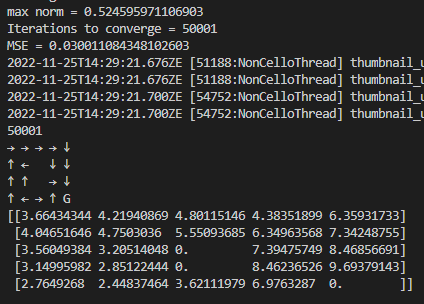 max norm = 0.524595971106903
Iterations to converge = 50001
MSE = 0.030011084348102603
2022-11-25T14:29:21.676ZE [51188:NonCelloThread] thumbnail_u
2022-11-25T14:29:21.676ZE [51188:NonCelloThread] thumbnail_u
2022-11-25T14:29:21.700ZE [54752:NonCelloThread] thumbnail_u
2022-11-25T14:29:21.700ZE [54752:NonCelloThread] thumbnail_u
50001
→ → → → ↓
↑ ←   ↓ ↓
↑ ↑   → ↓
↑ ← → ↑ G
[[3.66434344 4.21940869 4.80115146 4.38351899 6.35931733]
[4.04651646 4.7503036  5.55093685 6.34963568 7.34248755]
[3.56049384 3.20514048 0.         7.39475749 8.46856691]
[3.14995982 2.85122444 0.         8.46236526 9.69379143]
[2.7649268  2.44837464 3.62111979 6.9763287  0.        ]]